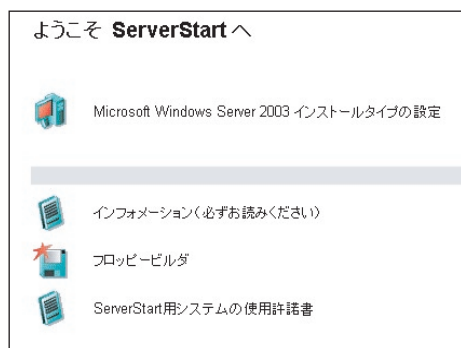 ようこそ ServerStart へ
Microsoft Windows Server 2003 インストールタイプの設定
インフォメーション（必ずお読みください）
フロッピービルダ
ServerStart用システムの使用許諾書